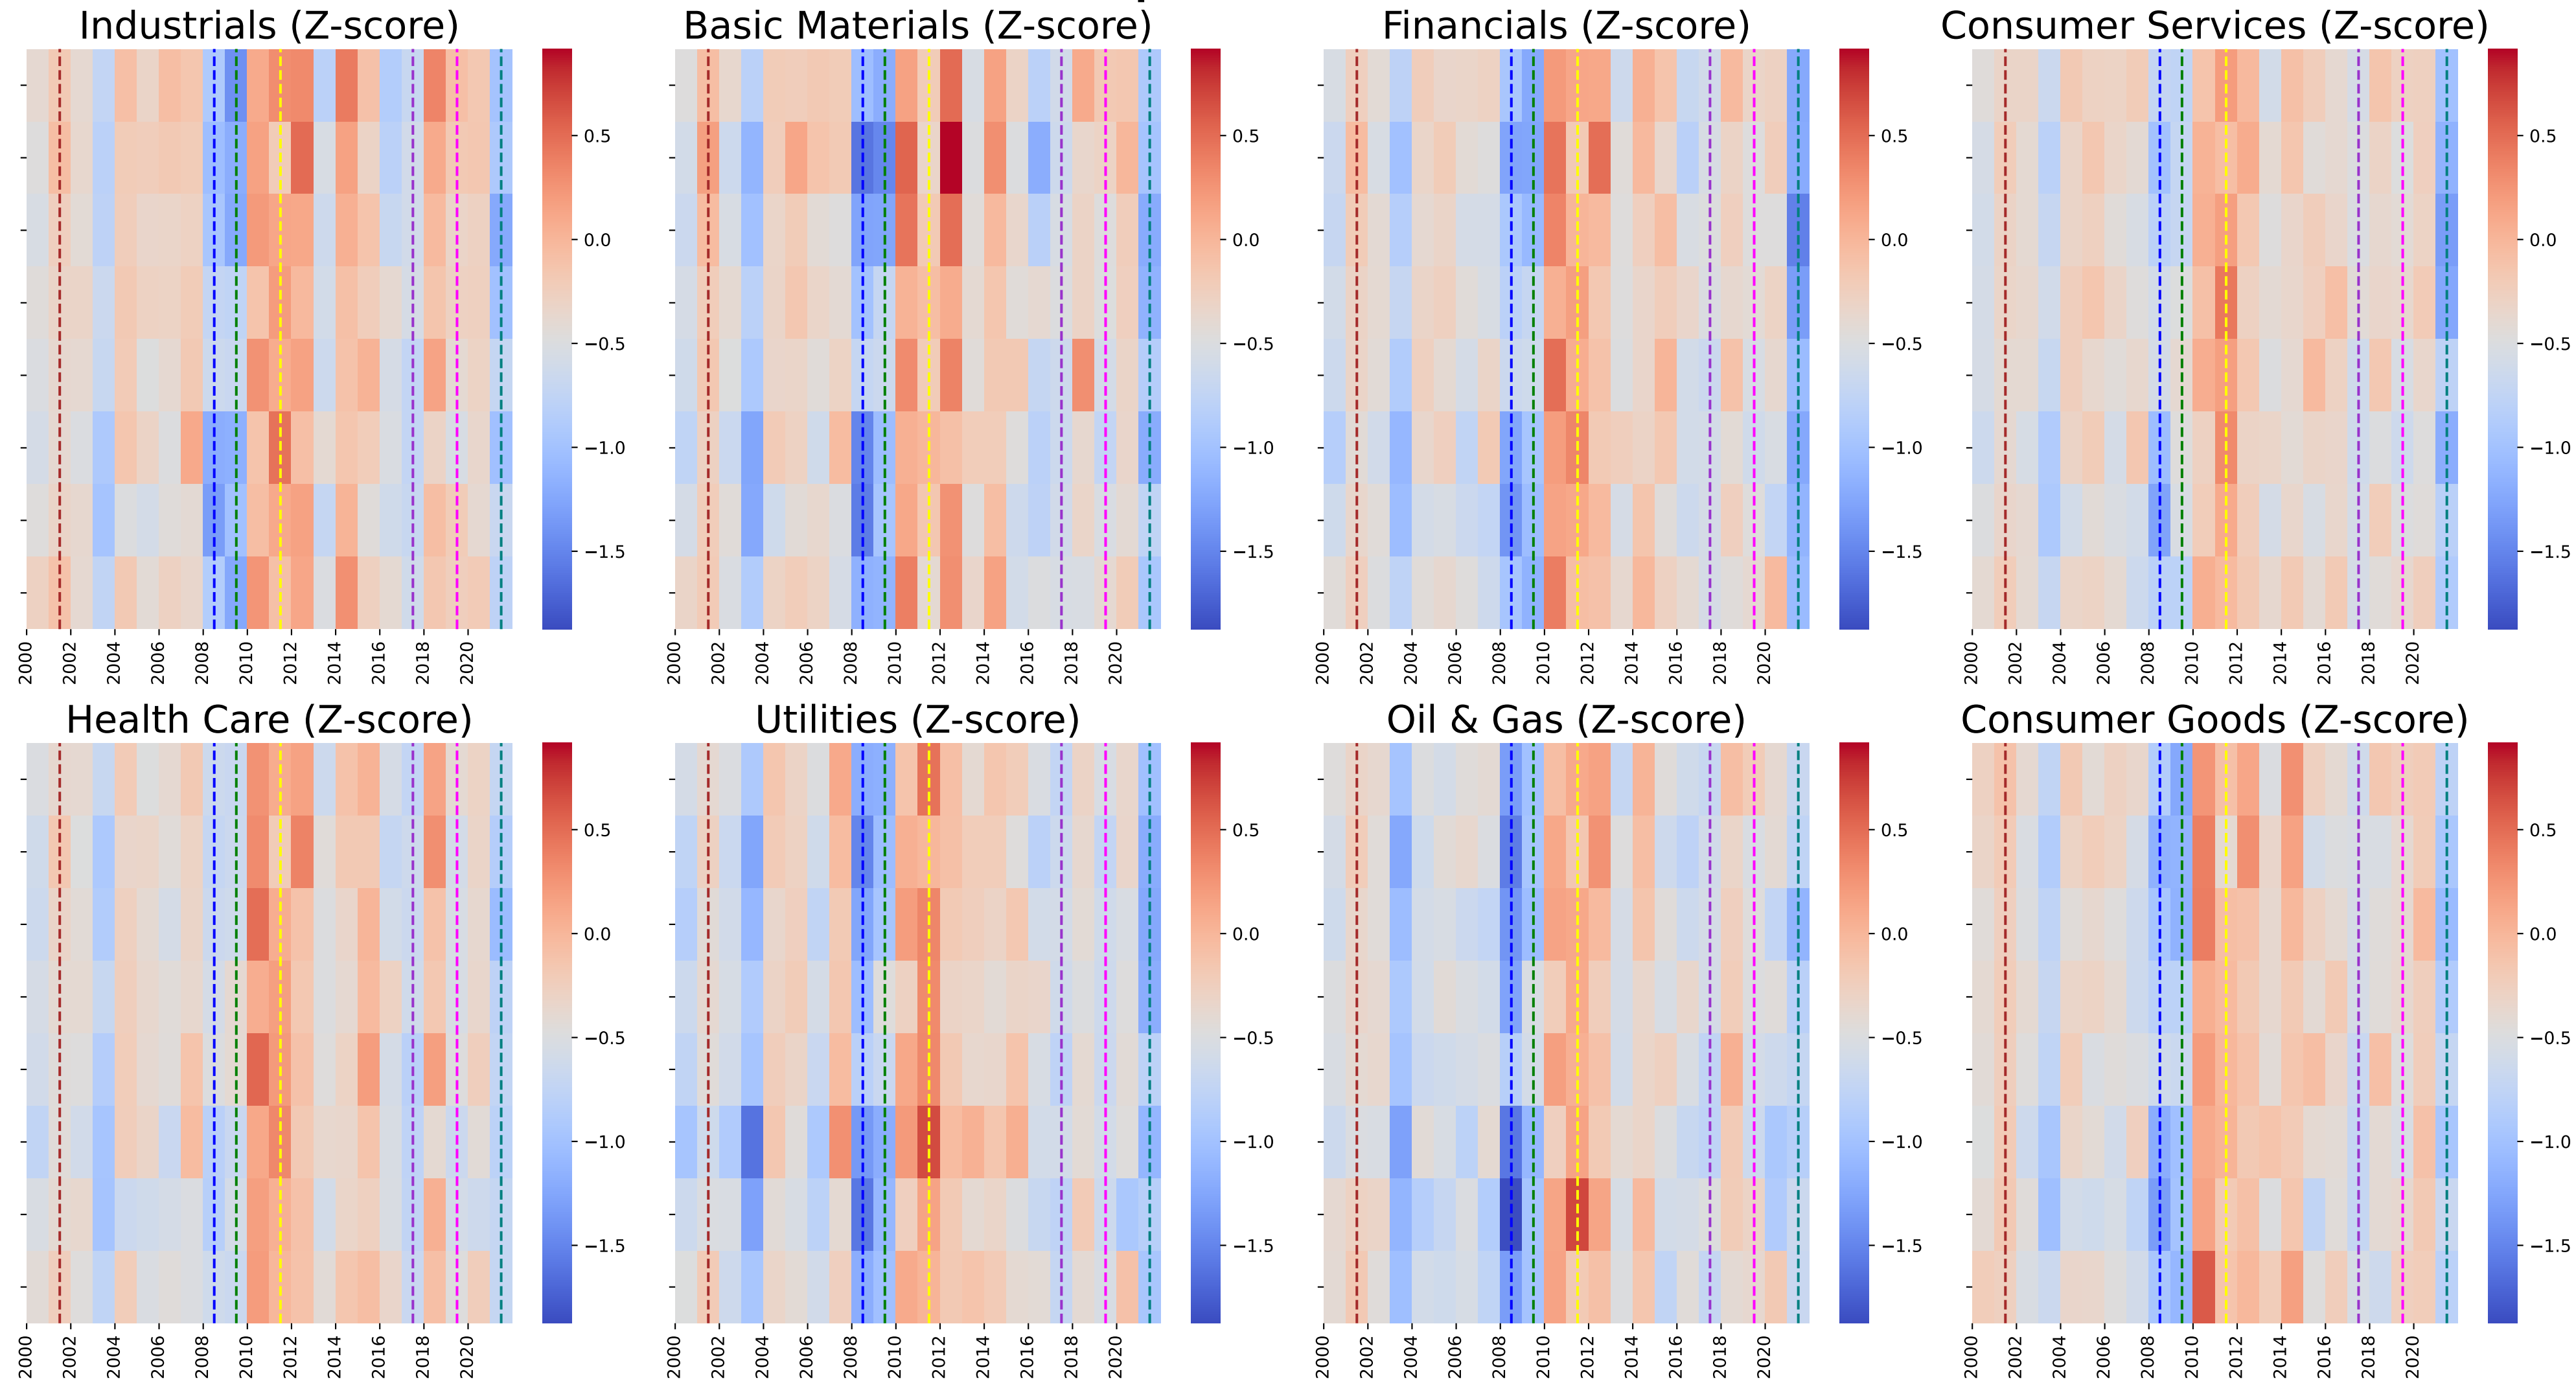 Industrials (Z-score) Basic Materials (Z-score) Financials (Z-score) Consumer Services (Z-score)
0.5 0.5 0.5 0.5
0.0 0.0 0.0 0.0
−0.5 −0.5 −0.5 −0.5
−1.0 −1.0 −1.0 −1.0
−1.5 −1.5 −1.5 −1.5
2000 2002 2004 2006 2008 2010 2012 2014 2016 2018 2020 2000 2002 2004 2006 2008 2010 2012 2014 2016 2018 2020 2000 2002 2004 2006 2008 2010 2012 2014 2016 2018 2020 2000 2002 2004 2006 2008 2010 2012 2014 2016 2018 2020
Health Care (Z-score) Utilities (Z-score) Oil & Gas (Z-score) Consumer Goods (Z-score)
0.5 0.5 0.5 0.5
0.0 0.0 0.0 0.0
−0.5 −0.5 −0.5 −0.5
−1.0 −1.0 −1.0 −1.0
−1.5 −1.5 −1.5 −1.5
2000 2002 2004 2006 2008 2010 2012 2014 2016 2018 2020 2000 2002 2004 2006 2008 2010 2012 2014 2016 2018 2020 2000 2002 2004 2006 2008 2010 2012 2014 2016 2018 2020 2000 2002 2004 2006 2008 2010 2012 2014 2016 2018 2020